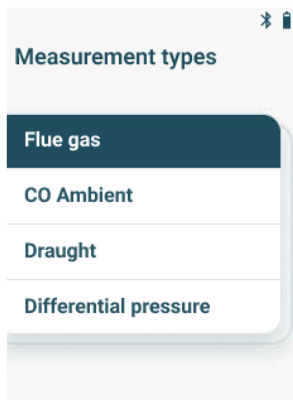 Measurement types
Flue gas
CO Ambient
Draught
Differential pressure